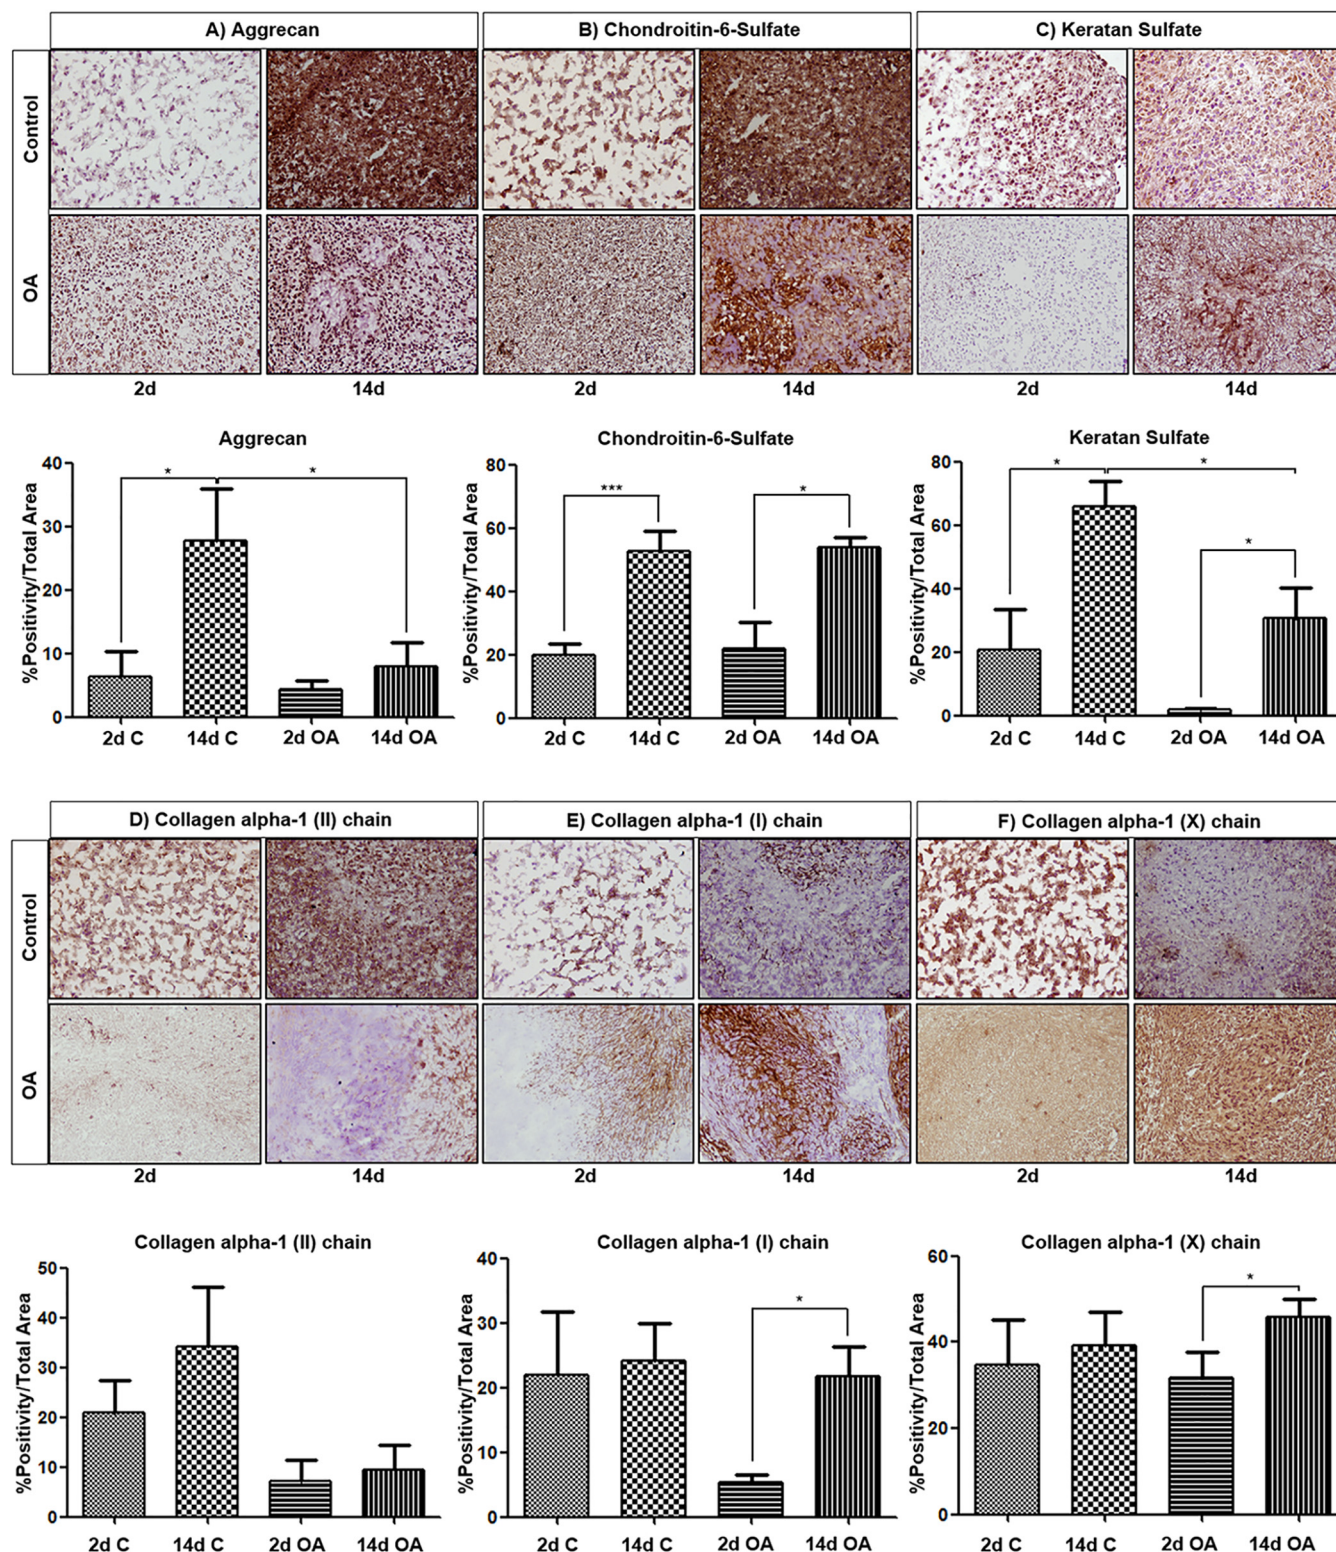 A) Aggrecan
B) Chondroitin-6-Sulfate
C) Keratan Sulfate
Control
OA
2d
14d
2d
14d
2d
14d
Aggrecan
%Positivity/Total Area
40
30
20
10
0
*
*
2d C
14d C
2d OA
14d OA
Chondroitin-6-Sulfate
%Positivity/Total Area
80
60
40
20
0
***
*
2d C
14d C
2d OA
14d OA
Keratan Sulfate
%Positivity/Total Area
80
60
40
20
0
*
*
*
2d C
14d C
2d OA
14d OA
D) Collagen alpha-1 (II) chain
E) Collagen alpha-1 (I) chain
F) Collagen alpha-1 (X) chain
Control
OA
2d
14d
2d
14d
2d
14d
Collagen alpha-1 (II) chain
%Positivity/Total Area
50
40
30
20
10
0
2d C
14d C
2d OA
14d OA
Collagen alpha-1 (I) chain
%Positivity/Total Area
40
30
20
10
0
*
2d C
14d C
2d OA
14d OA
Collagen alpha-1 (X) chain
%Positivity/Total Area
60
40
20
0
*
2d C
14d C
2d OA
14d OA